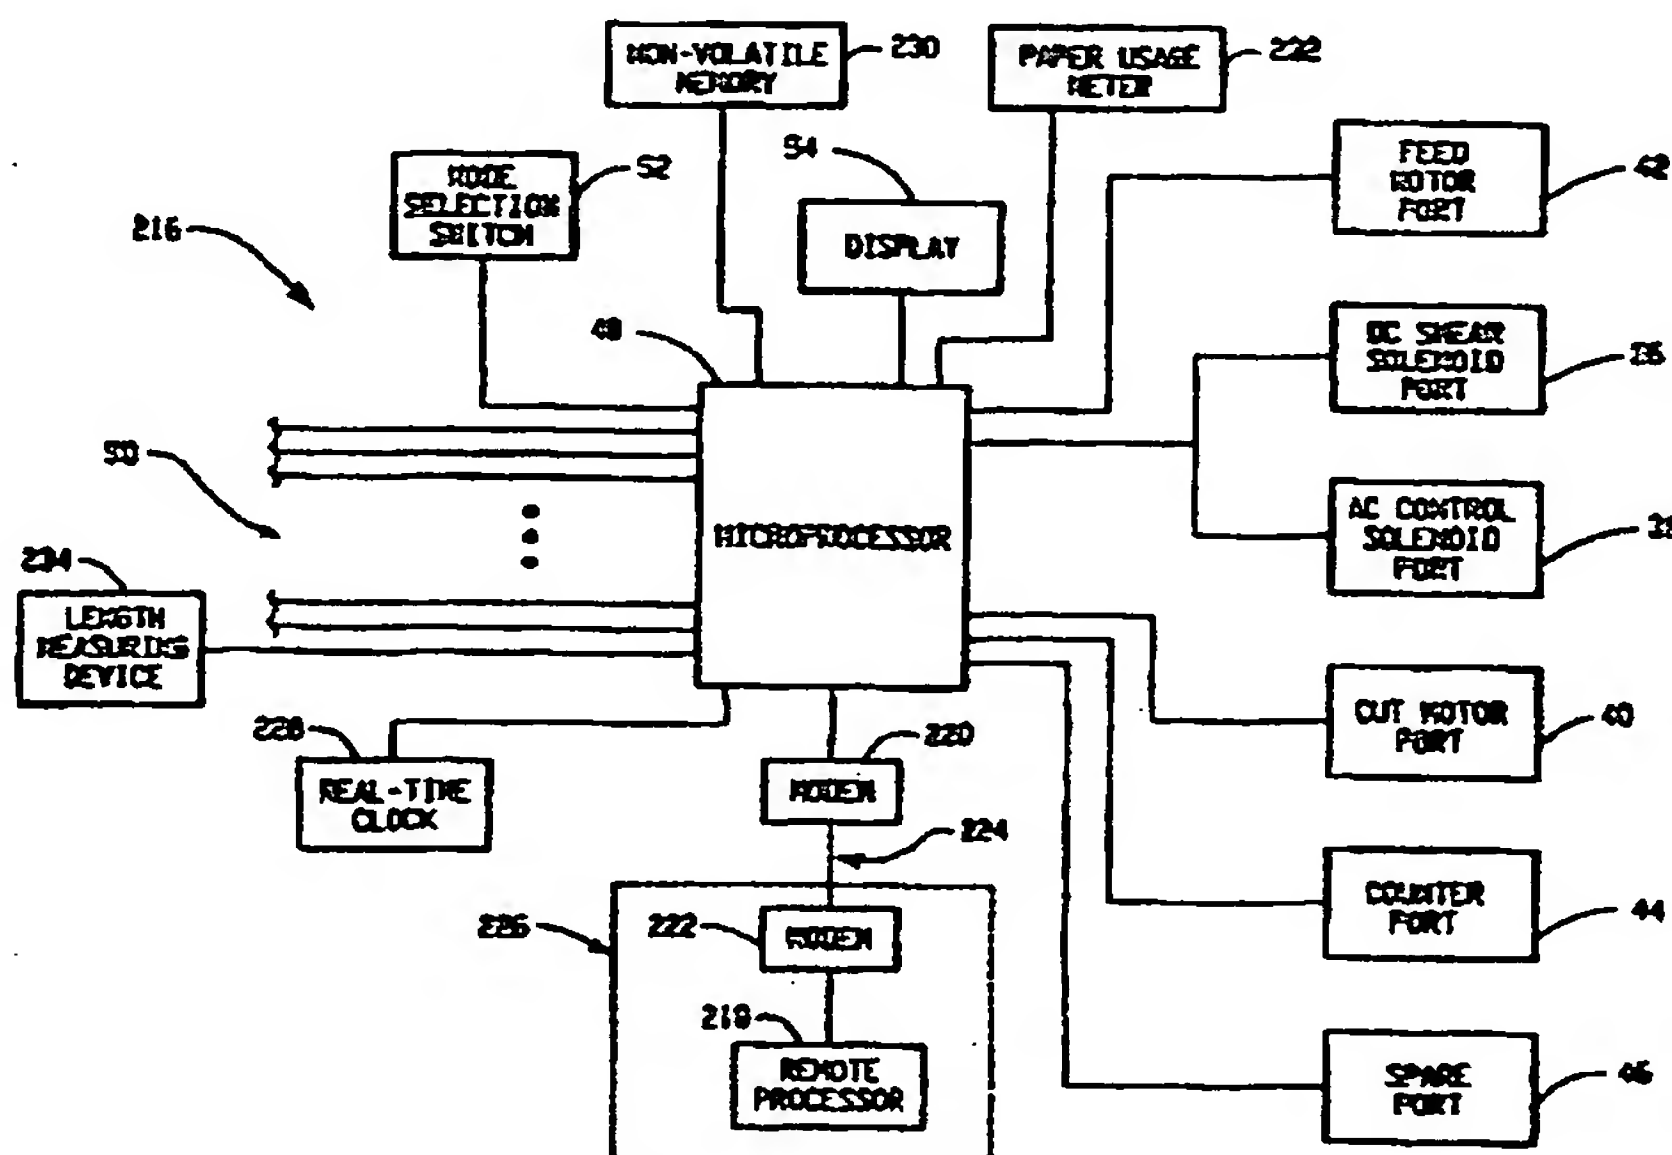 NON-VOLATILE
MEMORY
230
PAPER USAGE
METER
232
MODE
SELECTION
SWITCH
52
54
DISPLAY
FEED
MOTOR
PORT
42
216
48
DC SHEAR
SOLENOID
PORT
36
50
MICROPROCESSOR
AC CONTROL
SOLENOID
PORT
234
LENGTH
MEASURING
DEVICE
228
REAL-TIME
CLOCK
220
MODEM
CUT MOTOR
PORT
40
224
226
222
MODEM
COUNTER
PORT
44
218
REMOTE
PROCESSOR
SPARE
PORT
46